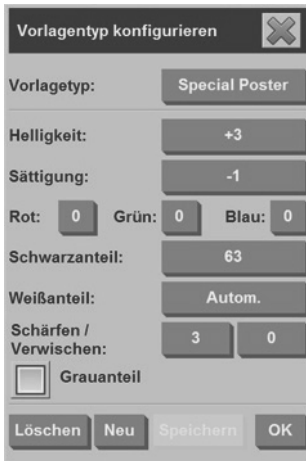 Vorlagentyp konfigurieren
Vorlagetyp: Special Poster
Helligkeit: +3
Sättigung: -1
Rot: 0 Grün: 0 Blau: 0
Schwarzanteil: 63
Weißanteil: Autom.
Schärfen /
Verwischen: 3 0
Grauanteil
Löschen Neu Speichern OK